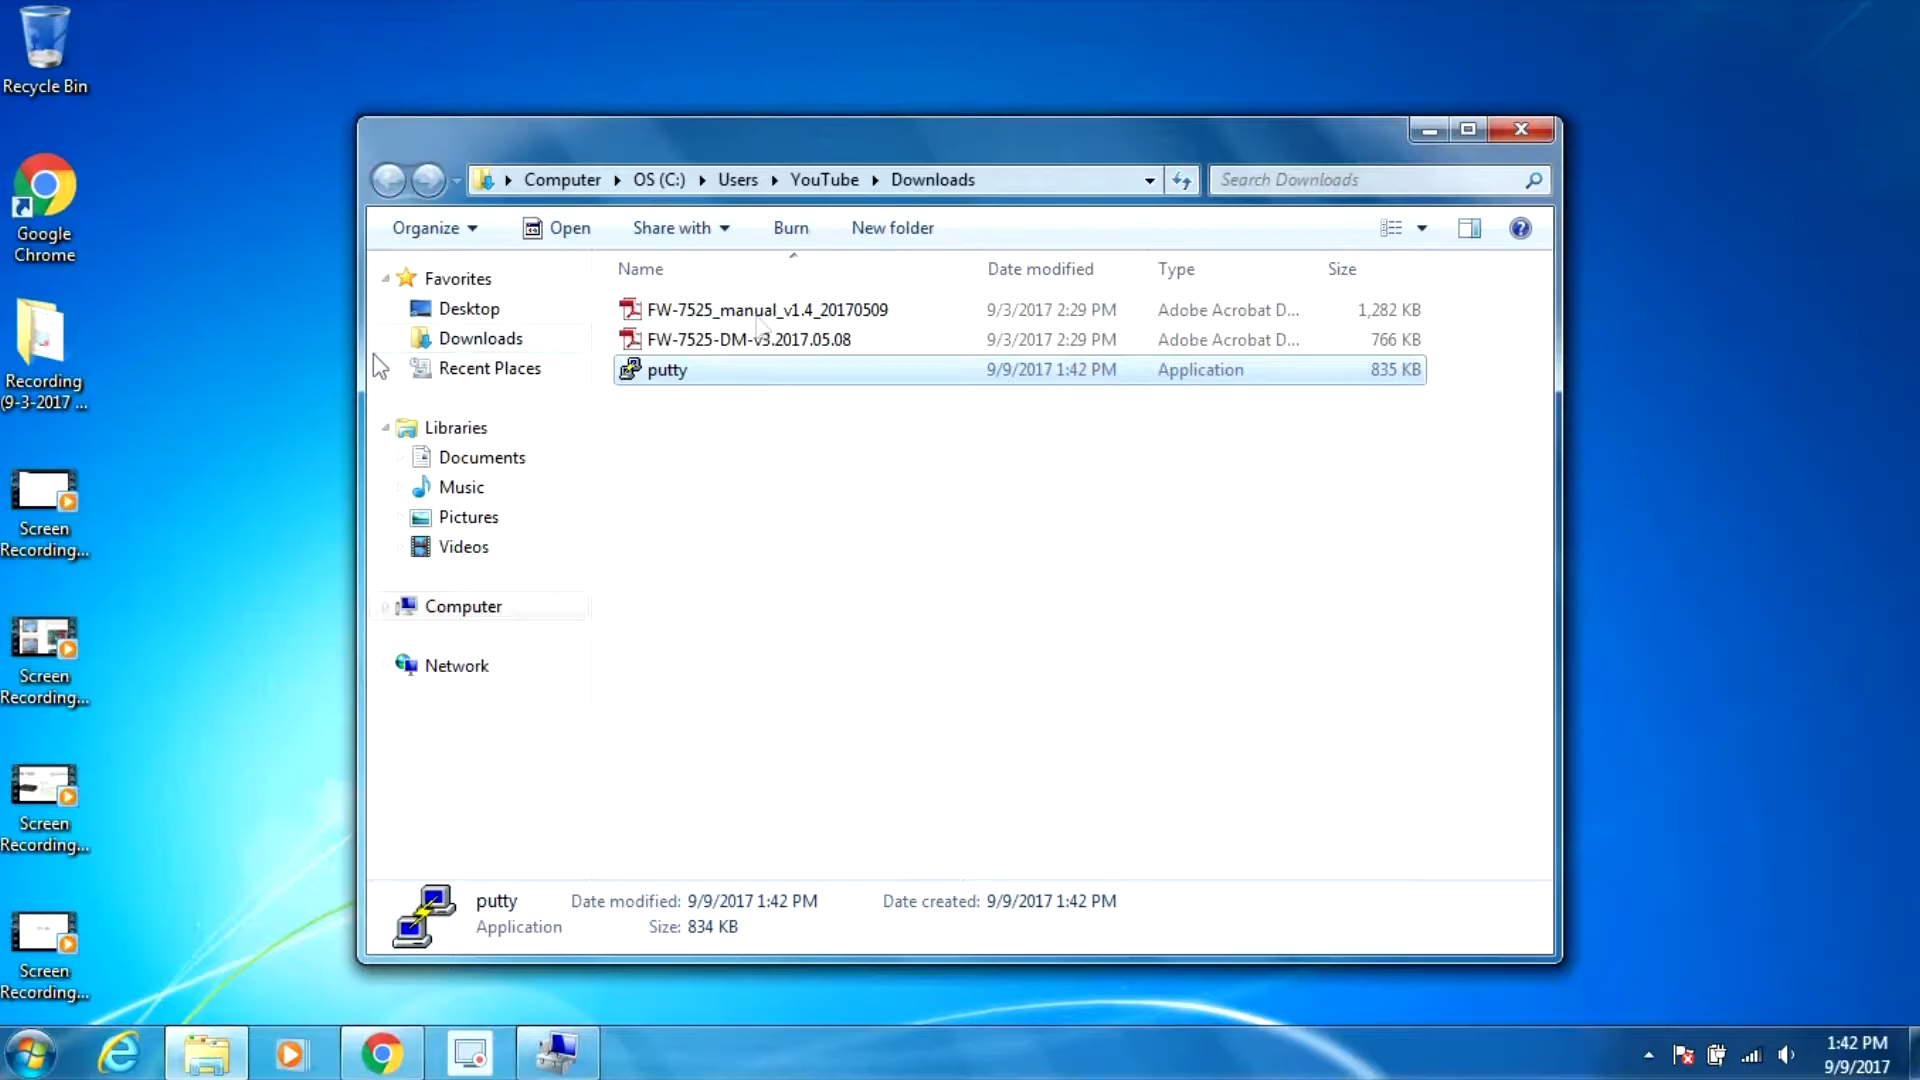 Recycle Bin
Google
Chrome
Recording
(9-3-2017 ...
Screen
Recording...
Screen
Recording...
Screen
Recording...
Screen
Recording...
Computer
OS (C:)
Users
YouTube
Downloads
Search Downloads
Organize
Open
Share with
Burn
New folder
Favorites
Desktop
Downloads
Recent Places
Libraries
Documents
Music
Pictures
Videos
Computer
Network
Name Date modified Type Size
FW-7525_manual_v1.4_20170509 9/3/2017 2:29 PM Adobe Acrobat D... 1,282 KB
FW-7525-DM-v3.2017.05.08 9/3/2017 2:29 PM Adobe Acrobat D... 766 KB
putty 9/9/2017 1:42 PM Application 835 KB
putty Date modified: 9/9/2017 1:42 PM Date created: 9/9/2017 1:42 PM
Application Size: 834 KB
1:42 PM
9/9/2017